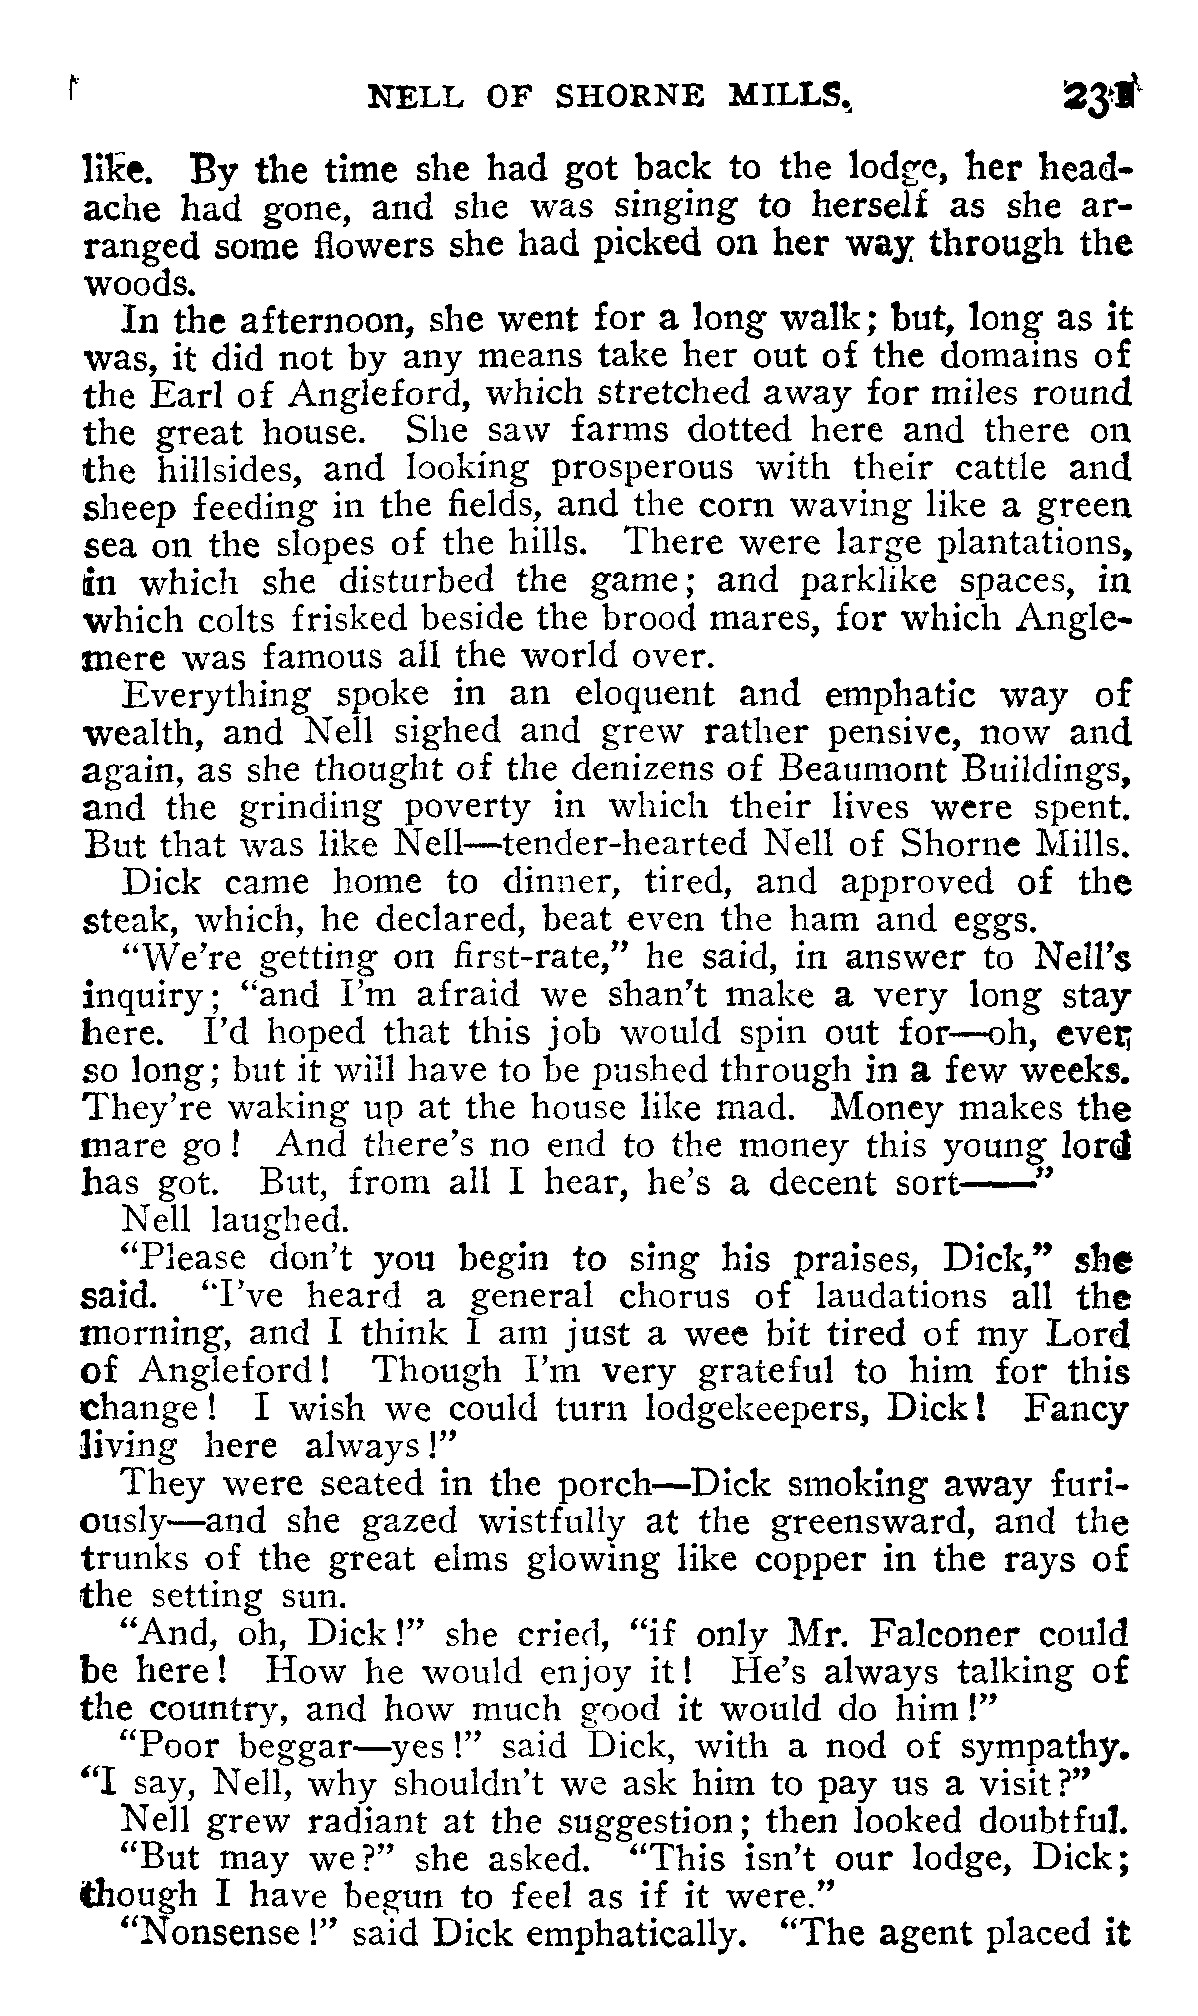 NELL OF SHORNE MILLS. 231
like. By the time she had got back to the lodge, her head-
ache had gone, and she was singing to herself as she ar-
ranged some flowers she had picked on her way through the
woods.
In the afternoon, she went for a long walk; but, long as it
was, it did not by any means take her out of the domains of
the Earl of Angleford, which stretched away for miles round
the great house. She saw farms dotted here and there on
the hillsides, and looking prosperous with their cattle and
sheep feeding in the fields, and the corn waving like a green
sea on the slopes of the hills. There were large plantations,
in which she disturbed the game; and parklike spaces, in
which colts frisked beside the brood mares, for which Angle-
mere was famous all the world over.
Everything spoke in an eloquent and emphatic way of
wealth, and Nell sighed and grew rather pensive, now and
again, as she thought of the denizens of Beaumont Buildings,
and the grinding poverty in which their lives were spent.
But that was like Nell—tender-hearted Nell of Shorne Mills.
Dick came home to dinner, tired, and approved of the
steak, which, he declared, beat even the ham and eggs.
"We're getting on first-rate," he said, in answer to Nell's
inquiry; "and I'm afraid we shan't make a very long stay
here. I'd hoped that this job would spin out for—oh, ever
so long; but it will have to be pushed through in a few weeks.
They're waking up at the house like mad. Money makes the
mare go! And there's no end to the money this young lord
has got. But, from all I hear, he's a decent sort——"
Nell laughed.
"Please don't you begin to sing his praises, Dick," she
said. "I've heard a general chorus of laudations all the
morning, and I think I am just a wee bit tired of my Lord
of Angleford! Though I'm very grateful to him for this
change! I wish we could turn lodgekeepers, Dick! Fancy
living here always!"
They were seated in the porch—Dick smoking away furi-
ously—and she gazed wistfully at the greensward, and the
trunks of the great elms glowing like copper in the rays of
the setting sun.
"And, oh, Dick!" she cried, "if only Mr. Falconer could
be here! How he would enjoy it! He's always talking of
the country, and how much good it would do him!"
"Poor beggar—yes!" said Dick, with a nod of sympathy.
"I say, Nell, why shouldn't we ask him to pay us a visit?"
Nell grew radiant at the suggestion; then looked doubtful.
"But may we?" she asked. "This isn't our lodge, Dick;
though I have begun to feel as if it were."
"Nonsense!" said Dick emphatically. "The agent placed it